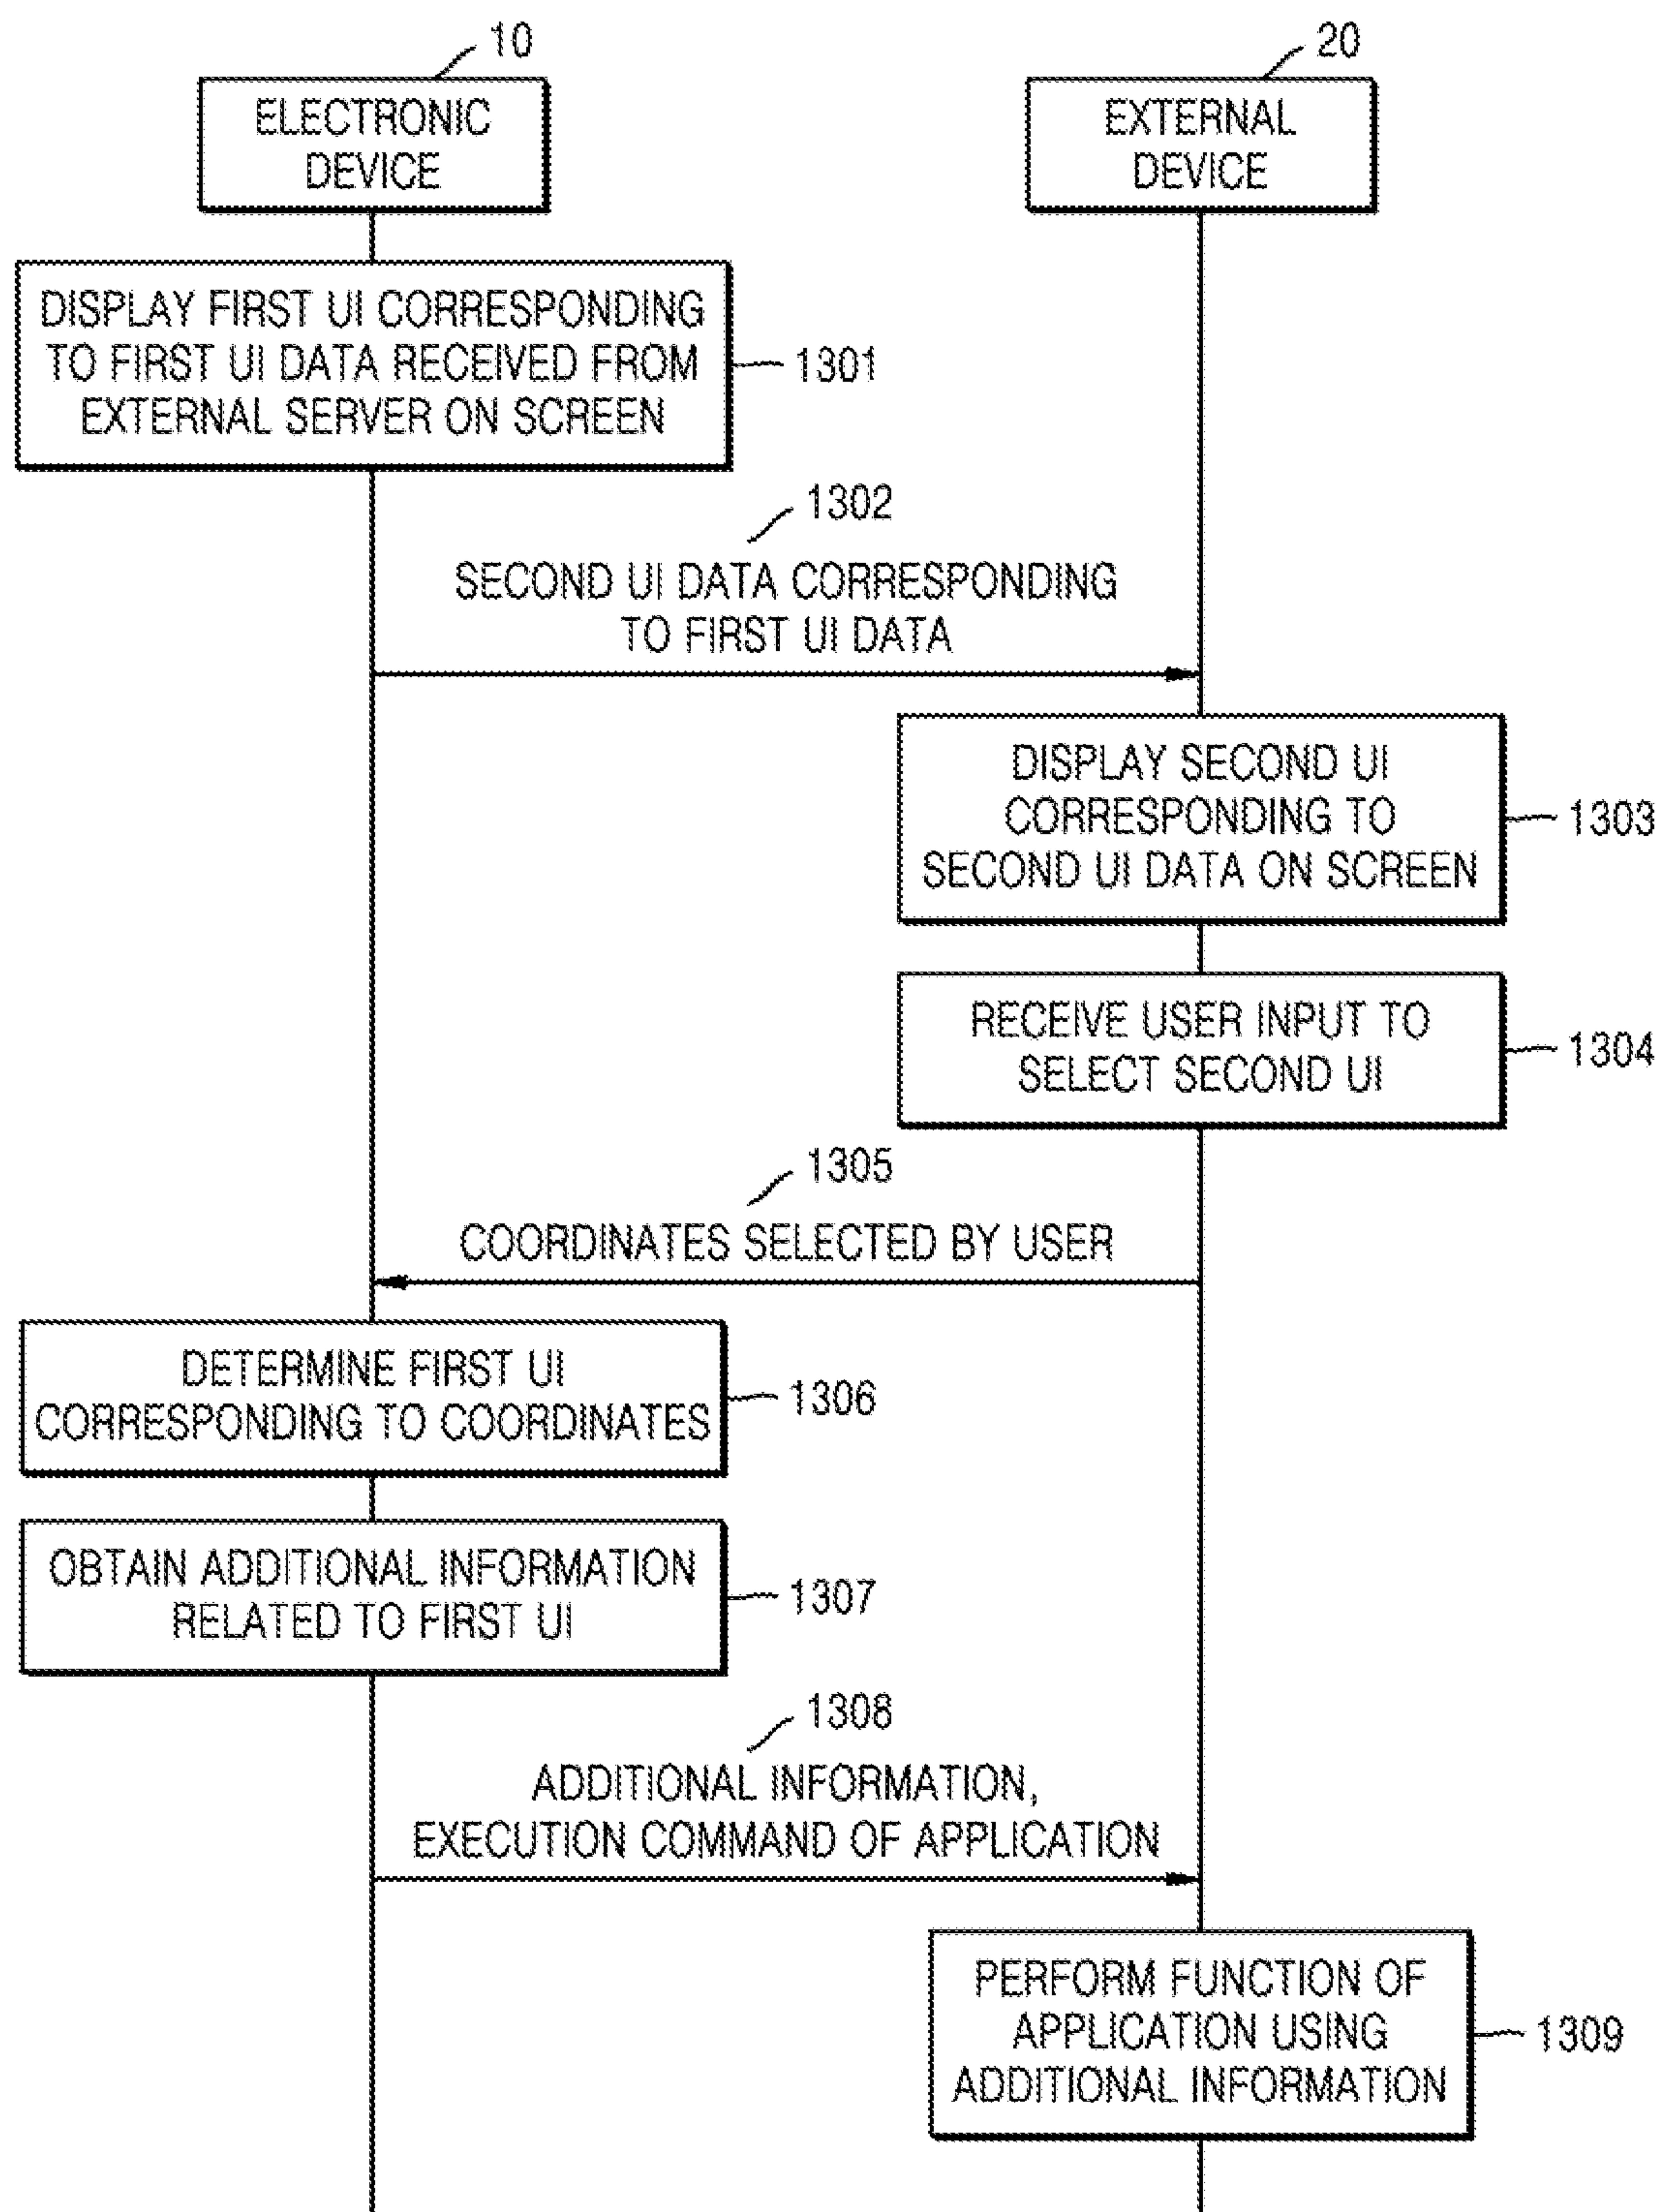 10
ELECTRONIC
DEVICE
20
EXTERNAL
DEVICE
DISPLAY FIRST UI CORRESPONDING
TO FIRST UI DATA RECEIVED FROM
EXTERNAL SERVER ON SCREEN
1301
1302
SECOND UI DATA CORRESPONDING
TO FIRST UI DATA
DISPLAY SECOND UI
CORRESPONDING TO
SECOND UI DATA ON SCREEN
1303
RECEIVE USER INPUT TO
SELECT SECOND UI
1304
1305
COORDINATES SELECTED BY USER
DETERMINE FIRST UI
CORRESPONDING TO COORDINATES
1306
OBTAIN ADDITIONAL INFORMATION
RELATED TO FIRST UI
1307
1308
ADDITIONAL INFORMATION,
EXECUTION COMMAND OF APPLICATION
PERFORM FUNCTION OF
APPLICATION USING
ADDITIONAL INFORMATION
1309